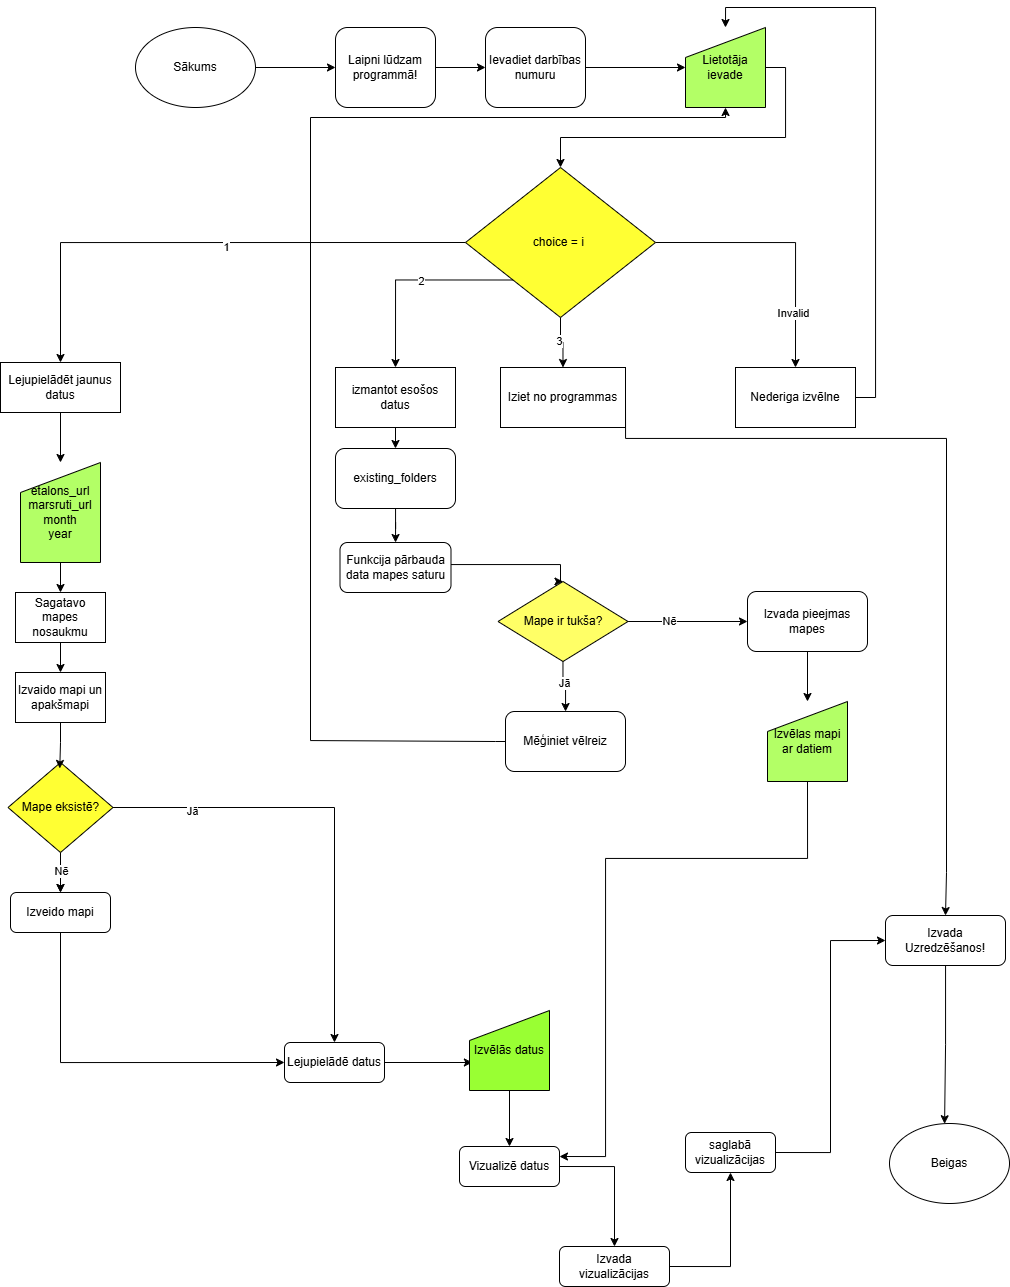 Sākums
Laipni lūdzam
programmā!
Ievadiet darbības
numuru
Lietotāja
ievade
choice = i
1
2
3
Invalid
Lejupielādēt jaunus
datus
izmantot esošos
datus
Iziet no programmas
Nederiga izvēlne
etalons_url
marsruti_url
month
year
existing_folders
Funkcija pārbauda
data mapes saturu
Sagatavo
mapes
nosaukmu
Mape ir tukša?
Nē
Izvada pieejmas
mapes
Jā
Izvaido mapi un
apakšmapi
Mēģiniet vēlreiz
Izvēlas mapi
ar datiem
Mape eksistē?
Jā
Nē
Izveido mapi
Izvada
Uzredzēšanos!
Lejupielādē datus
Izvēlās datus
Vizualizē datus
saglabā
vizualizācijas
Beigas
Izvada
vizualizācijas